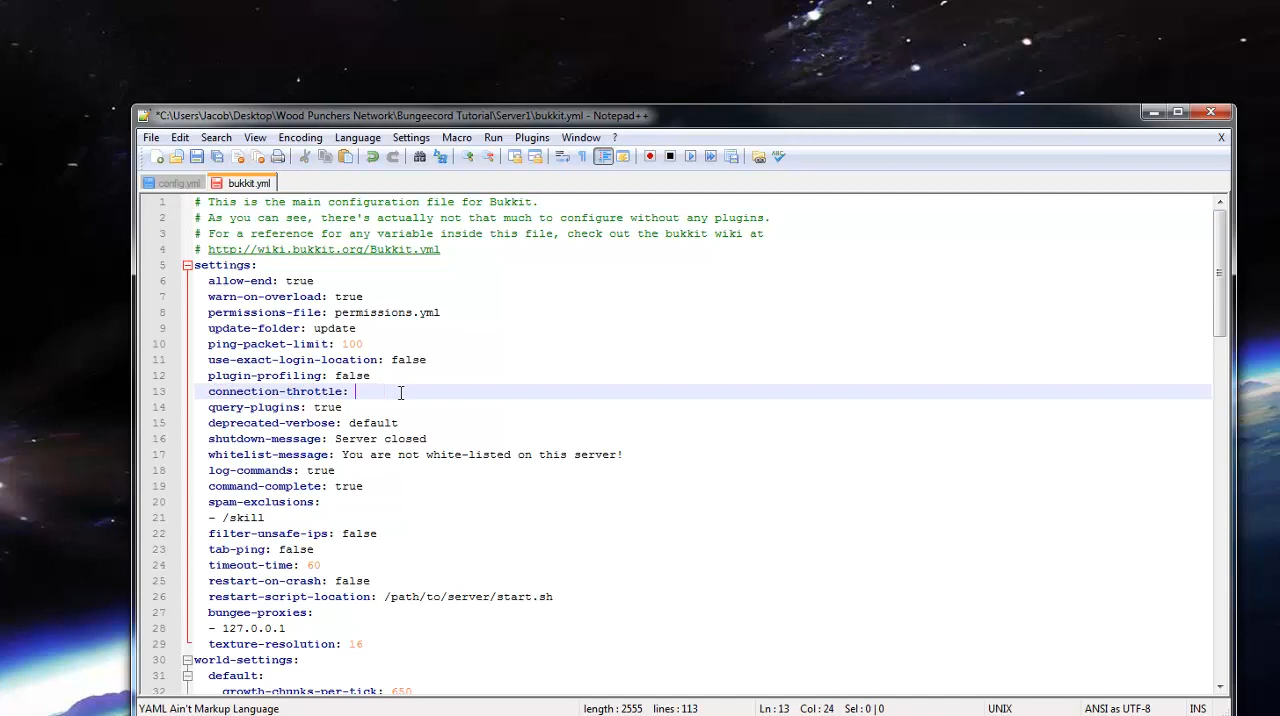 *C:\Users\Jacob\Desktop\Wood Punchers Network\Bungeecord Tutorial\Server1\bukkit.yml - Notepad++
File Edit Search View Encoding Language Settings Macro Run Plugins Window ? X
config.yml bukkit.yml
1 # This is the main configuration file for Bukkit.
2 # As you can see, there's actually not that much to configure without any plugins.
3 # For a reference for any variable inside this file, check out the bukkit wiki at
4 # http://wiki.bukkit.org/Bukkit.yml
5 settings:
6 allow-end: true
7 warn-on-overload: true
8 permissions-file: permissions.yml
9 update-folder: update
10 ping-packet-limit: 100
11 use-exact-login-location: false
12 plugin-profiling: false
13 connection-throttle:
14 query-plugins: true
15 deprecated-verbose: default
16 shutdown-message: Server closed
17 whitelist-message: You are not white-listed on this server!
18 log-commands: true
19 command-complete: true
20 spam-exclusions:
21 - /skill
22 filter-unsafe-ips: false
23 tab-ping: false
24 timeout-time: 60
25 restart-on-crash: false
26 restart-script-location: /path/to/server/start.sh
27 bungee-proxies:
28 - 127.0.0.1
29 texture-resolution: 16
30 world-settings:
31 default:
32 growth-chunks-per-tick: 650
YAML Ain't Markup Language length : 2555 lines : 113 Ln : 13 Col : 24 Sel : 0 | 0 UNIX ANSI as UTF-8 INS